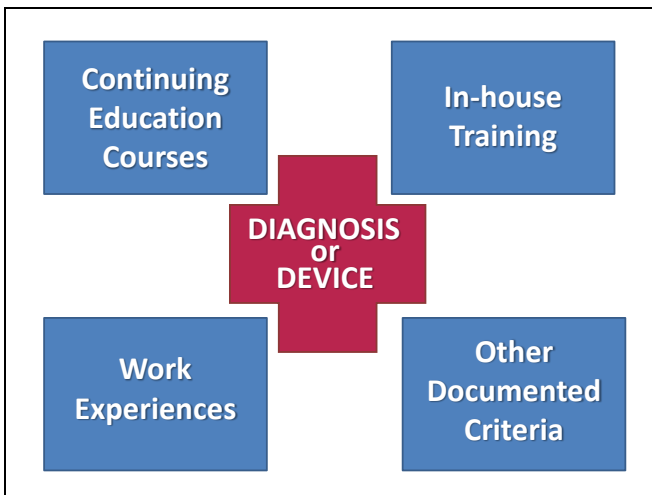 Continuing
Education
Courses
In-house
Training
DIAGNOSIS
or
DEVICE
Work
Experiences
Other
Documented
Criteria